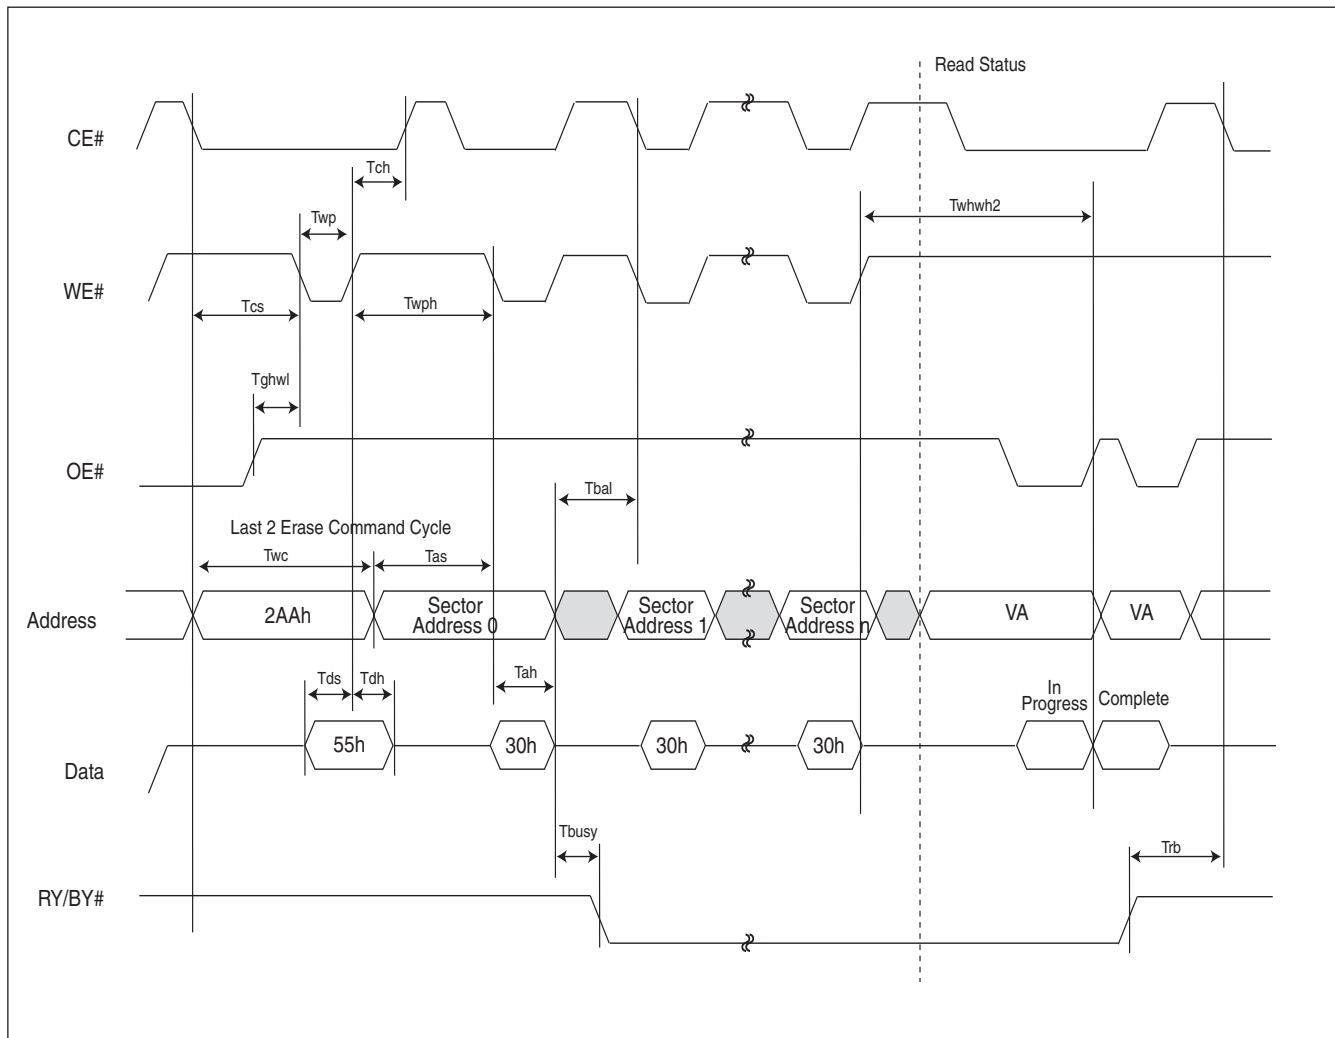 Read Status
CE#
Tch
Twhwh2
Twp
WE#
Tcs
Twph
Tghwl
OE#
Tbal
Last 2 Erase Command Cycle
Twc
Tas
Address
2AAh
Sector
Address 0
Sector
Address 1
Sector
Address n
VA
VA
Tds
Tdh
Tah
In
Progress
Complete
Data
55h
30h
30h
30h
Tbusy
Trb
RY/BY#